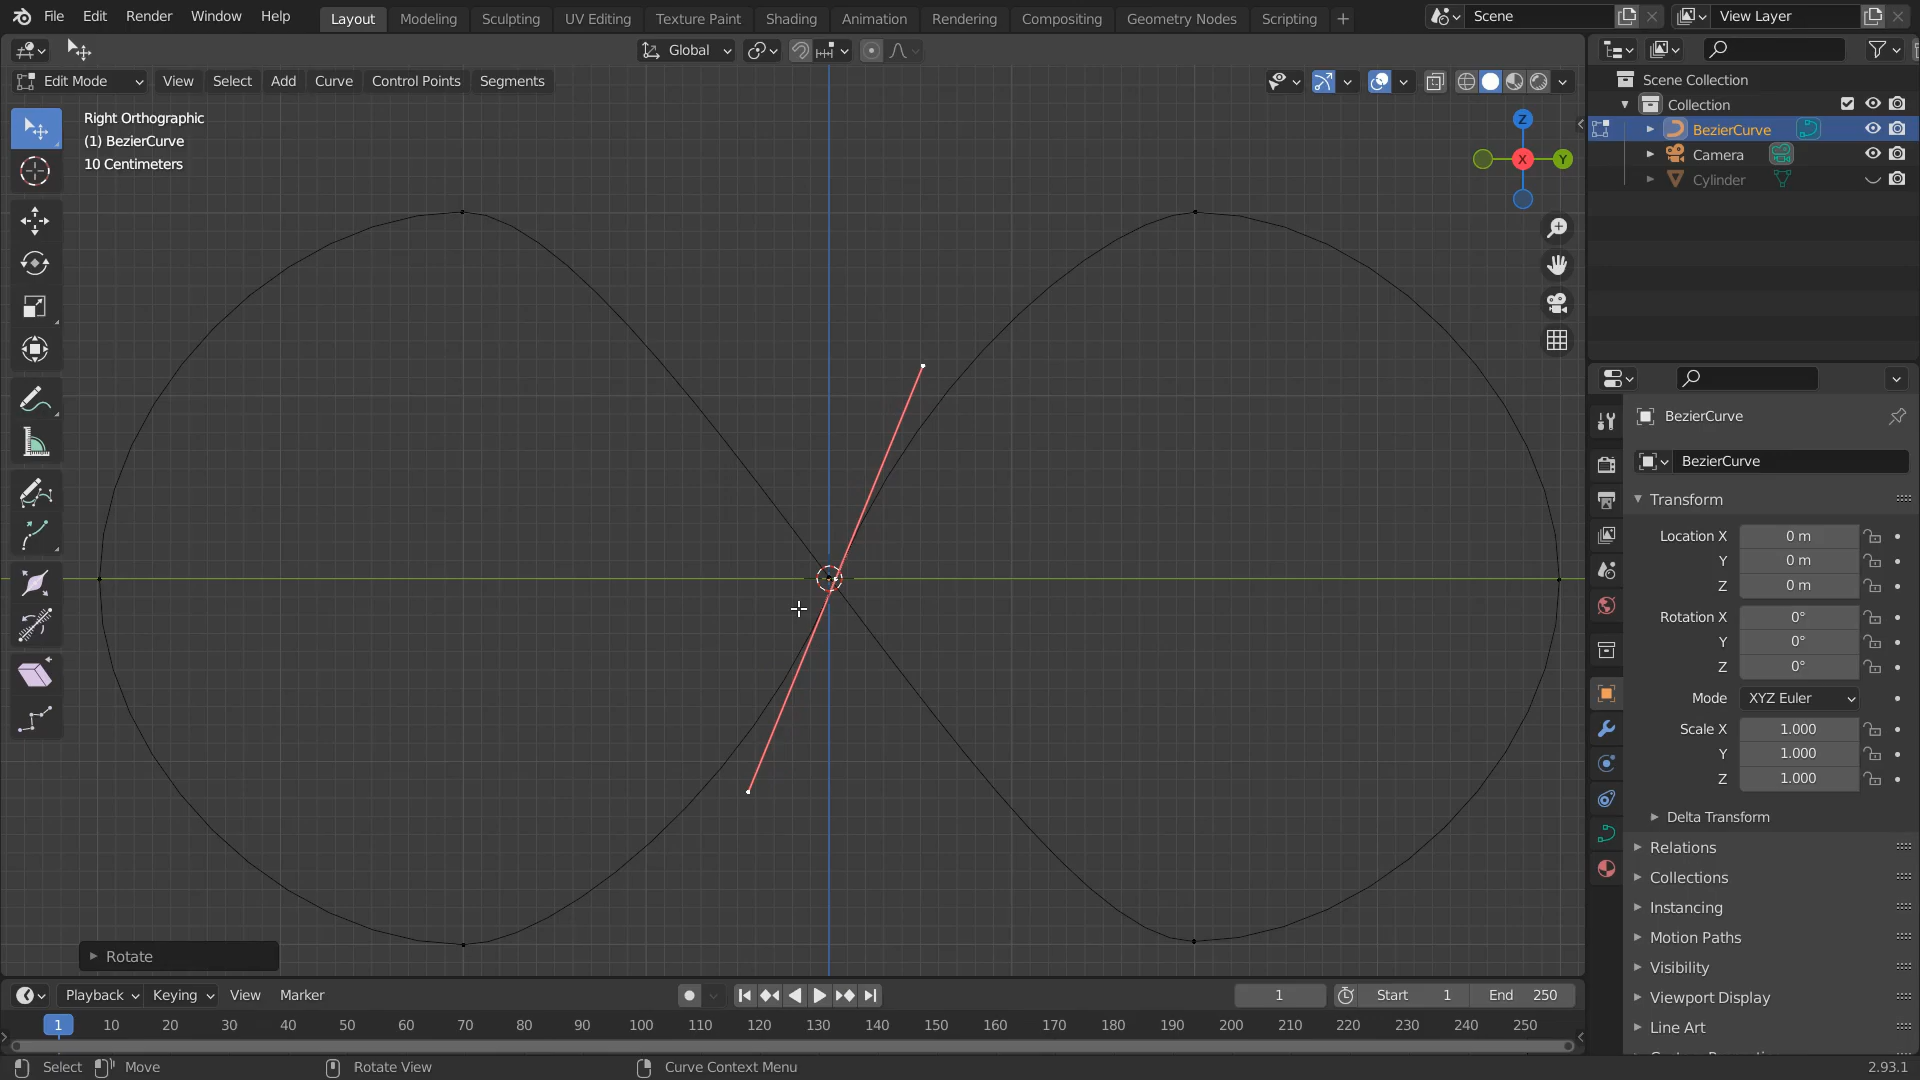 File Edit Render Window Help Layout Modeling Sculpting UV Editing Texture Paint Shading Animation Rendering Compositing Geometry Nodes Scripting + Scene View Layer
Global
Edit Mode View Select Add Curve Control Points Segments
Right Orthographic
(1) BezierCurve
10 Centimeters
Z
X
Y
Rotate
Scene Collection
Collection
BezierCurve
Camera
Cylinder
BezierCurve
BezierCurve
Transform
Location X 0 m
Y 0 m
Z 0 m
Rotation X 0°
Y 0°
Z 0°
Mode XYZ Euler
Scale X 1.000
Y 1.000
Z 1.000
Delta Transform
Relations
Collections
Instancing
Motion Paths
Visibility
Viewport Display
Line Art
Playback Keying View Marker 1 Start 1 End 250
1 10 20 30 40 50 60 70 80 90 100 110 120 130 140 150 160 170 180 190 200 210 220 230 240 250
Select Move Rotate View Curve Context Menu 2.93.1